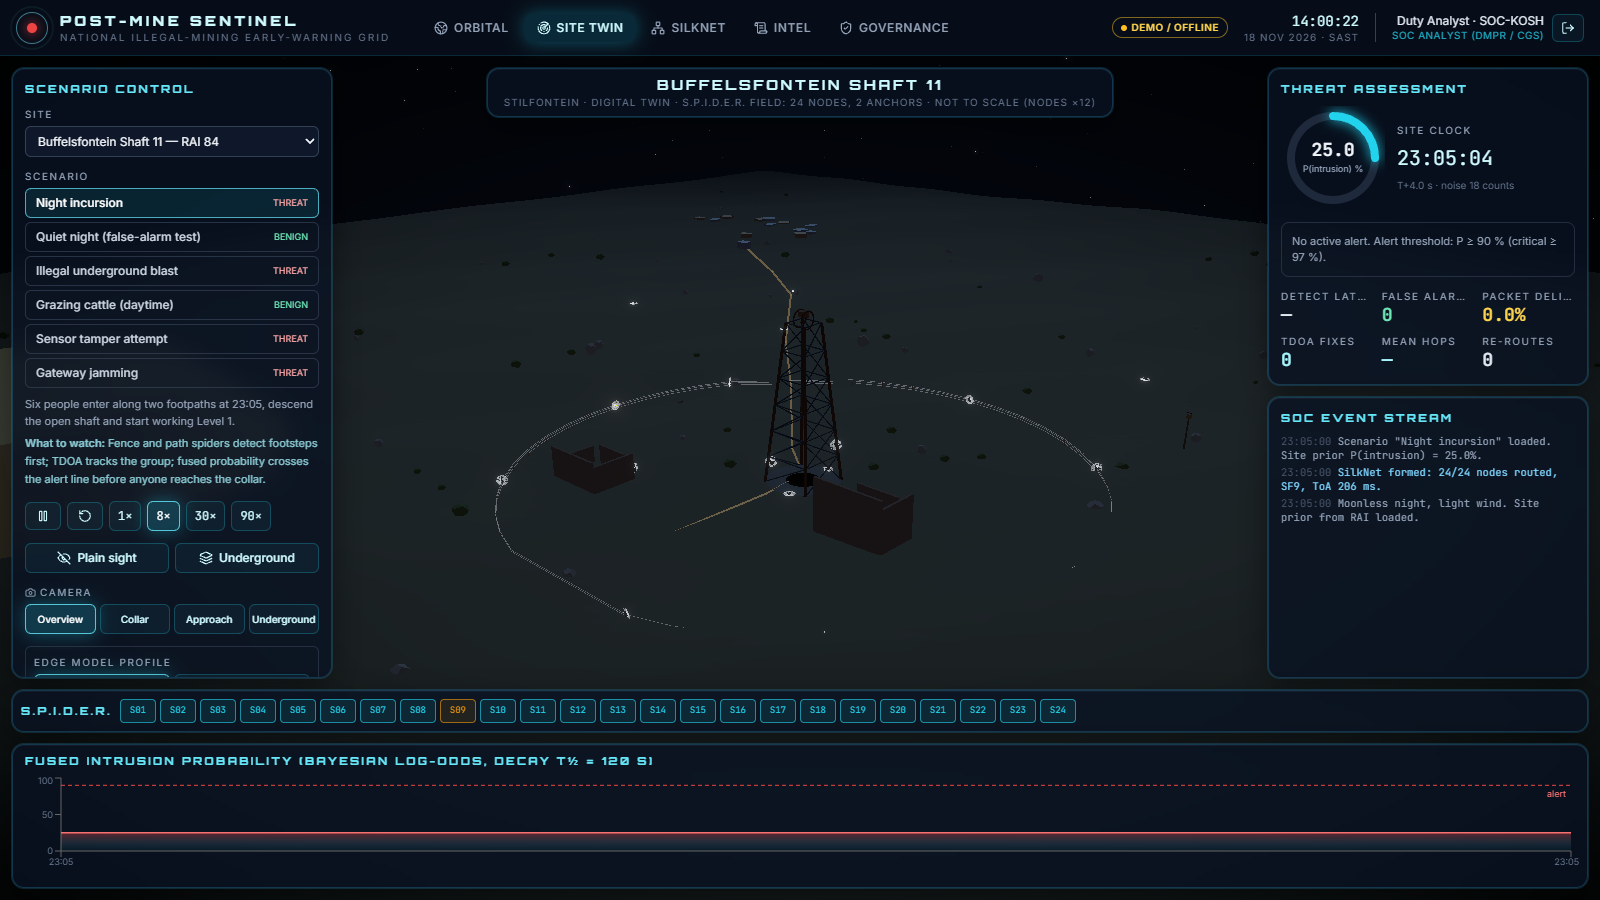 POST-MINE SENTINEL
NATIONAL ILLEGAL-MINING EARLY-WARNING GRID
ORBITAL
SITE TWIN
SILKNET
INTEL
GOVERNANCE
DEMO / OFFLINE
14:00:22
18 NOV 2026 · SAST
Duty Analyst · SOC-KOSH
SOC ANALYST (DMPR / CGS)
SCENARIO CONTROL
SITE
Buffelsfontein Shaft 11 — RAI 84
SCENARIO
Night incursion THREAT
Quiet night (false-alarm test) BENIGN
Illegal underground blast THREAT
Grazing cattle (daytime) BENIGN
Sensor tamper attempt THREAT
Gateway jamming THREAT
Six people enter along two footpaths at 23:05, descend
the open shaft and start working Level 1.
What to watch: Fence and path spiders detect footsteps
first; TDOA tracks the group; fused probability crosses
the alert line before anyone reaches the collar.
1× 8× 30× 90×
Plain sight
Underground
CAMERA
Overview
Collar
Approach
Underground
EDGE MODEL PROFILE
BUFFELSFONTEIN SHAFT 11
STILFONTEIN · DIGITAL TWIN · S.P.I.D.E.R. FIELD: 24 NODES, 2 ANCHORS · NOT TO SCALE (NODES ×12)
THREAT ASSESSMENT
25.0
P(intrusion) %
SITE CLOCK
23:05:04
T+4.0 s · noise 18 counts
No active alert. Alert threshold: P ≥ 90 % (critical ≥
97 %).
DETECT LAT… FALSE ALAR… PACKET DELI…
— 0 0.0%
TDOA FIXES MEAN HOPS RE-ROUTES
0 — 0
SOC EVENT STREAM
23:05:00 Scenario "Night incursion" loaded.
Site prior P(intrusion) = 25.0%.
23:05:00 SilkNet formed: 24/24 nodes routed,
SF9, ToA 206 ms.
23:05:00 Moonless night, light wind. Site
prior from RAI loaded.
S.P.I.D.E.R. S01 S02 S03 S04 S05 S06 S07 S08 S09 S10 S11 S12 S13 S14 S15 S16 S17 S18 S19 S20 S21 S22 S23 S24
FUSED INTRUSION PROBABILITY (BAYESIAN LOG-ODDS, DECAY T½ = 120 S)
100
alert
50
0
23:05 23:05